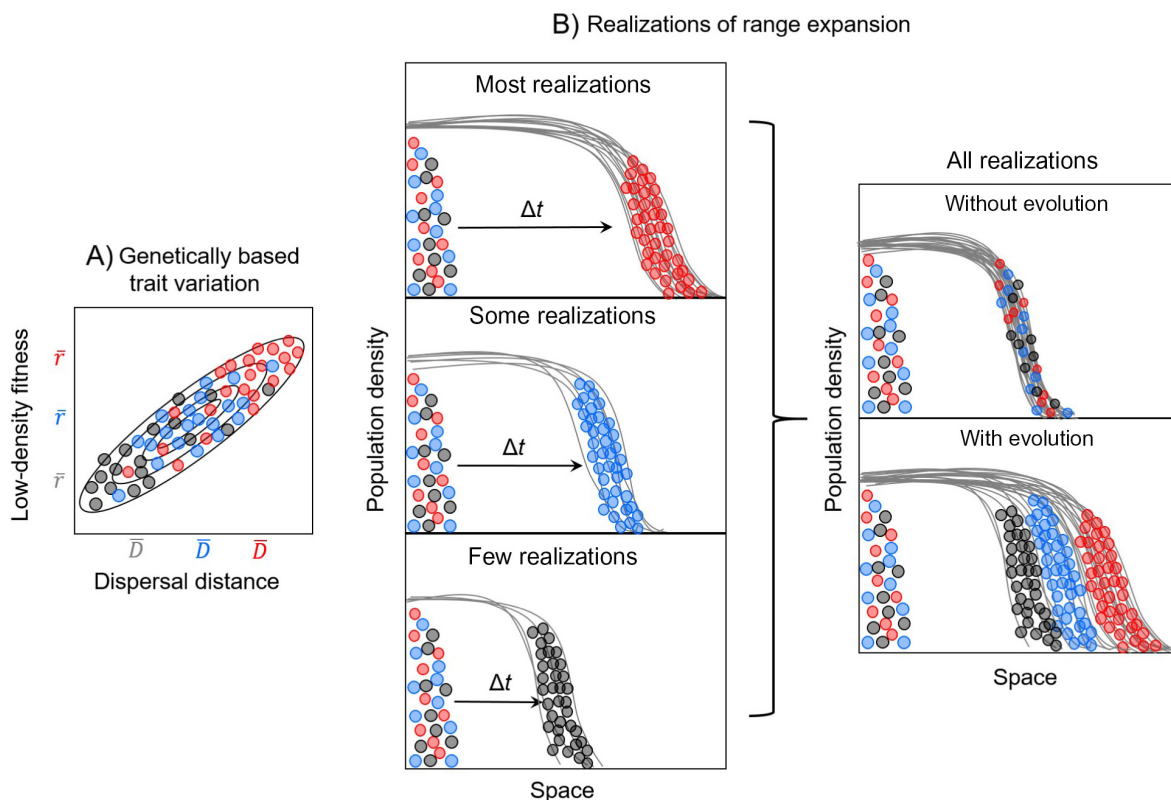 B) Realizations of range expansion
A) Genetically based
trait variation
Low-density fitness
r̄
r̄
r̄
D̄ D̄ D̄
Dispersal distance
Population density
Most realizations
Δt
Some realizations
Δt
Few realizations
Δt
Space
All realizations
Population density
Without evolution
With evolution
Space